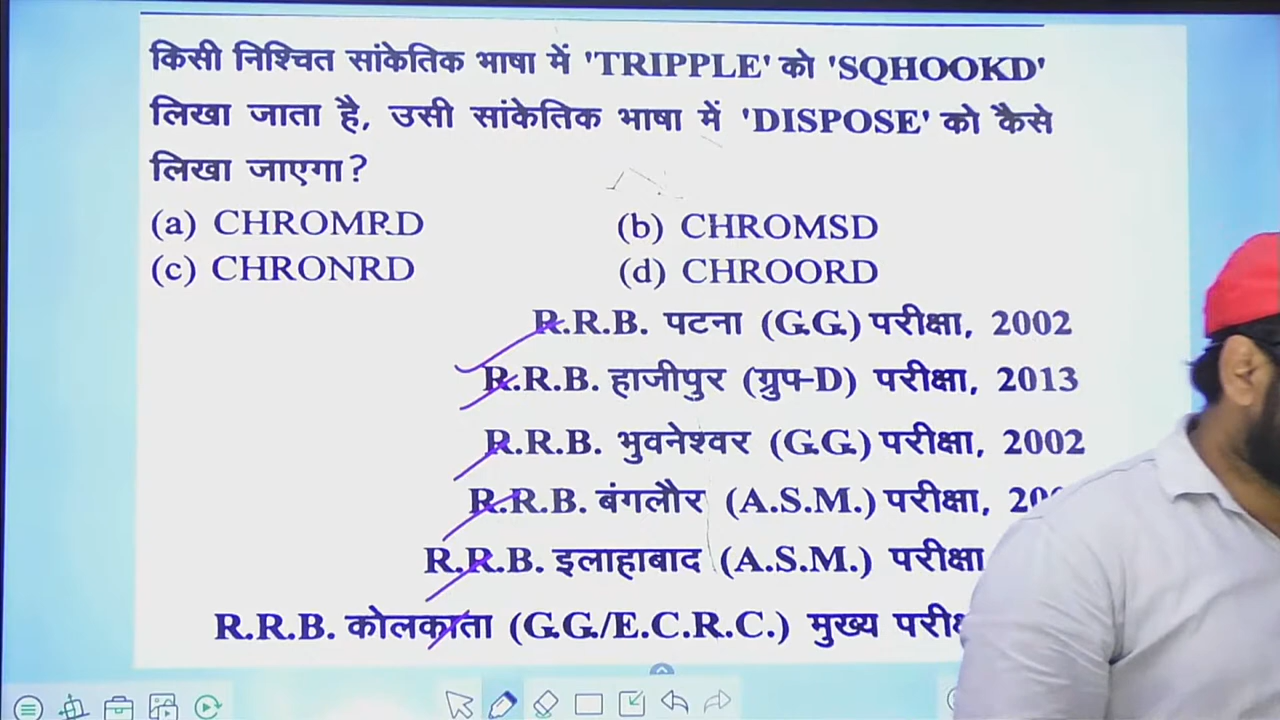 किसी निश्चित सांकेतिक भाषा में 'TRIPPLE' को 'SQHOOKD'
लिखा जाता है, उसी सांकेतिक भाषा में 'DISPOSE' को कैसे
लिखा जाएगा?
(a) CHROMRD (b) CHROMSD
(c) CHRONRD (d) CHROORD
R.R.B. पटना (G.G.) परीक्षा, 2002
R.R.B. हाजीपुर (ग्रुप-D) परीक्षा, 2013
R.R.B. भुवनेश्वर (G.G.) परीक्षा, 2002
R.R.B. बंगलौर (A.S.M.) परीक्षा,
R.R.B. इलाहाबाद (A.S.M.) परीक्षा
R.R.B. कोलकाता (G.G./E.C.R.C.) मुख्य